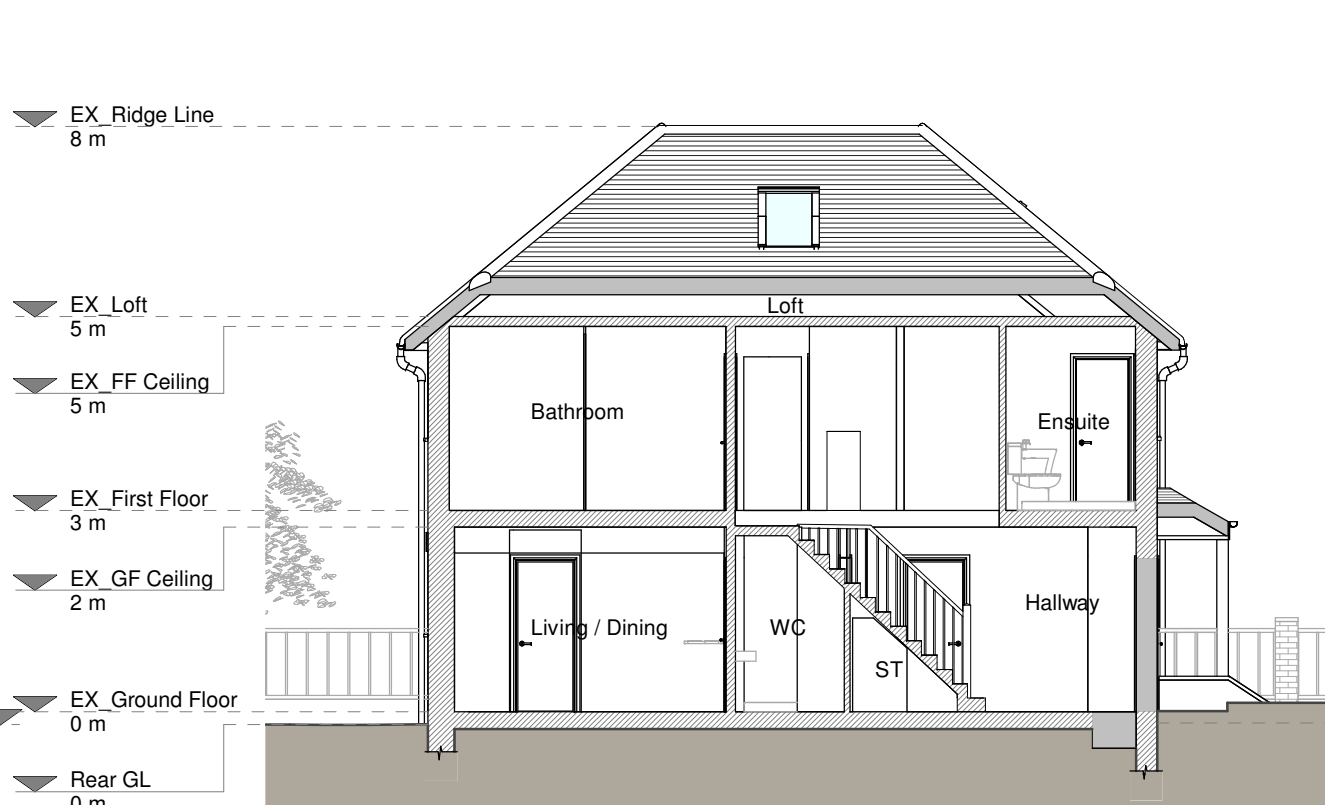 EX_Ridge Line
8 m
EX_Loft
5 m
Loft
EX_FF Ceiling
5 m
Bathroom
Ensuite
EX_First Floor
3 m
EX_GF Ceiling
2 m
Living / Dining
WC
ST
Hallway
EX_Ground Floor
0 m
Rear GL
0 m